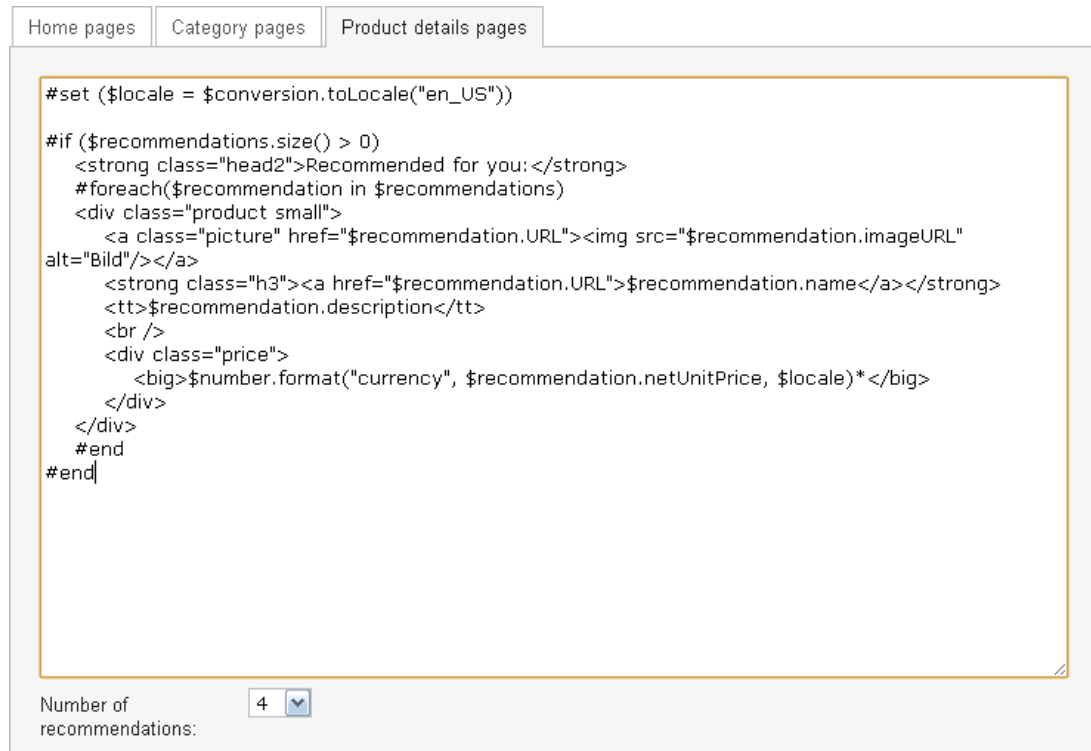 Home pages Category pages Product details pages
#set ($locale = $conversion.toLocale("en_US"))
#if ($recommendations.size() > 0)
<strong class="head2">Recommended for you:</strong>
#foreach($recommendation in $recommendations)
<div class="product small">
<a class="picture" href="$recommendation.URL"><img src="$recommendation.imageURL"
alt="Bild"/></a>
<strong class="h3"><a href="$recommendation.URL">$recommendation.name</a></strong>
<tt>$recommendation.description</tt>
<br />
<div class="price">
<big>$number.format("currency", $recommendation.netUnitPrice, $locale)*</big>
</div>
</div>
#end
#end
Number of 4
recommendations: